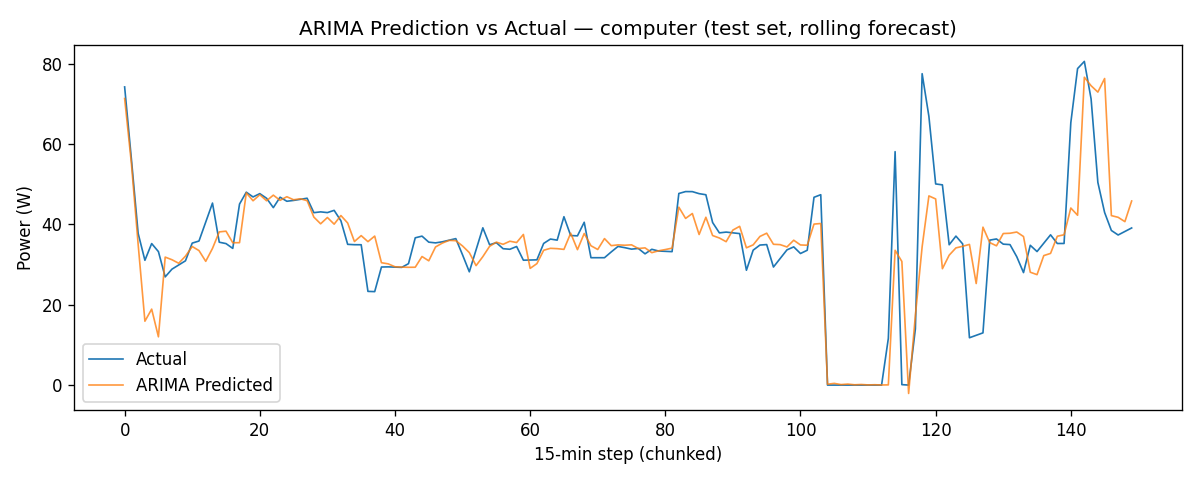 ARIMA Prediction vs Actual — computer (test set, rolling forecast)
Power (W)
80
60
40
20
0
Actual
ARIMA Predicted
0 20 40 60 80 100 120 140
15-min step (chunked)